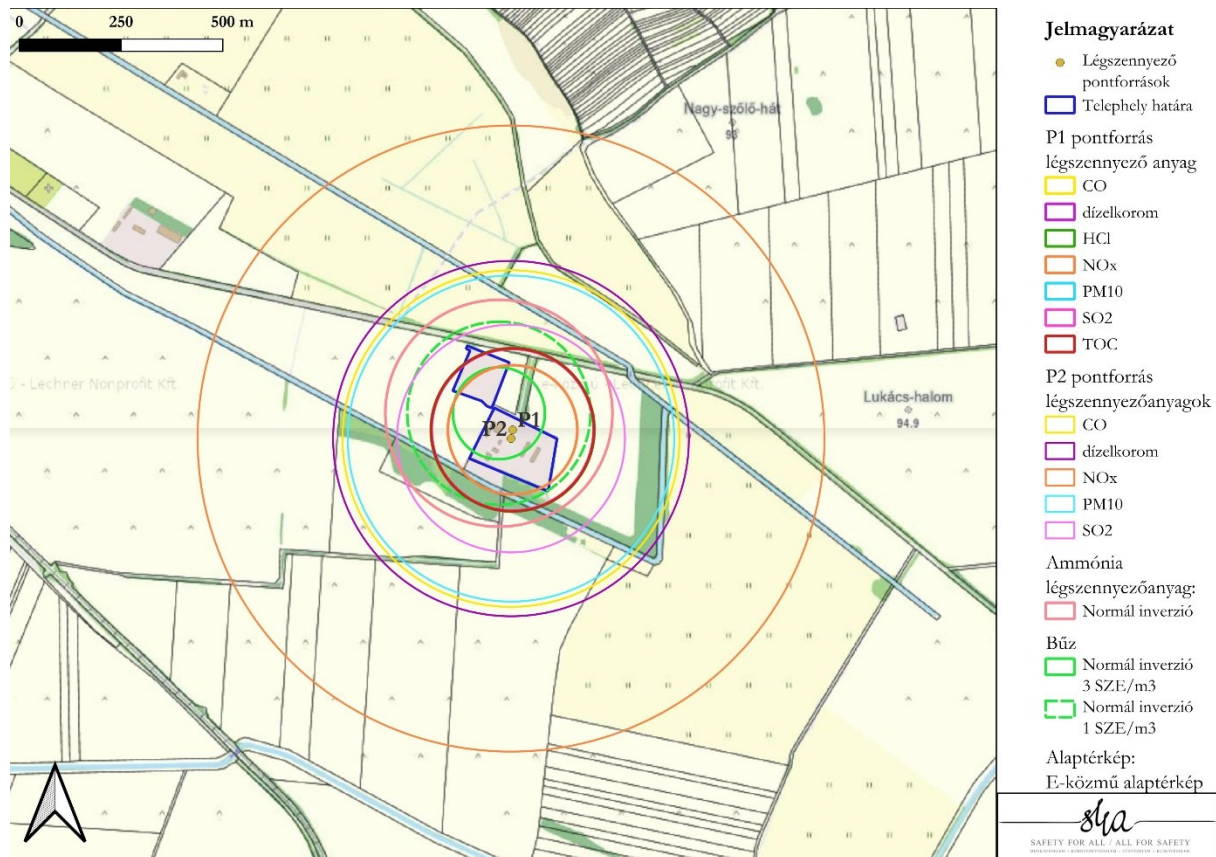 0 250 500 m
Nagy-szőlő-hát
93
- Lechner Nonprofit Kft.
e-közmű - Lechner Nonprofit Kft.
Lukács-halom
94.9
P2 P1
Jelmagyarázat
Légszennyező
pontforrások
Telephely határa
P1 pontforrás
légszennyező anyag
CO
dízelkorom
HCl
NOx
PM10
SO2
TOC
P2 pontforrás
légszennyezőanyagok
CO
dízelkorom
NOx
PM10
SO2
Ammónia
légszennyezőanyag:
Normál inverzió
Bűz
Normál inverzió
3 SZE/m3
Normál inverzió
1 SZE/m3
Alaptérkép:
E-közmű alaptérkép
SAFETY FOR ALL / ALL FOR SAFETY